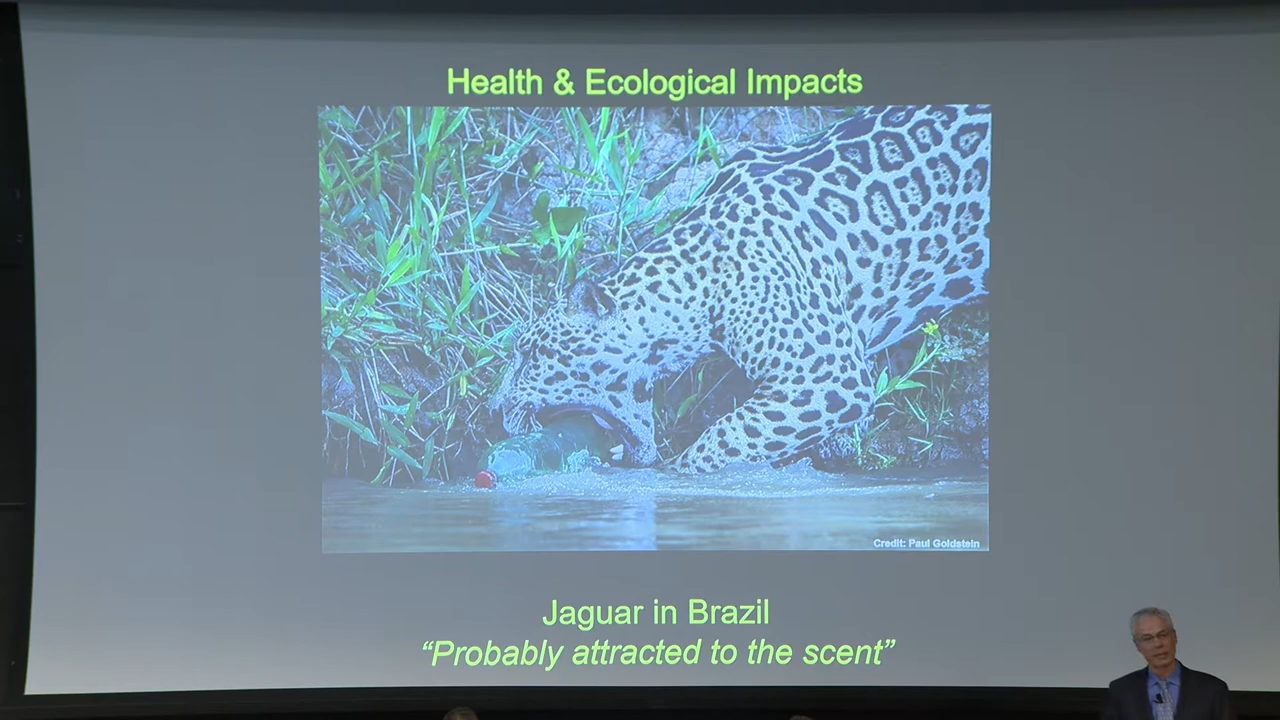 Health & Ecological Impacts
Credit: Paul Goldstein
Jaguar in Brazil
“Probably attracted to the scent”